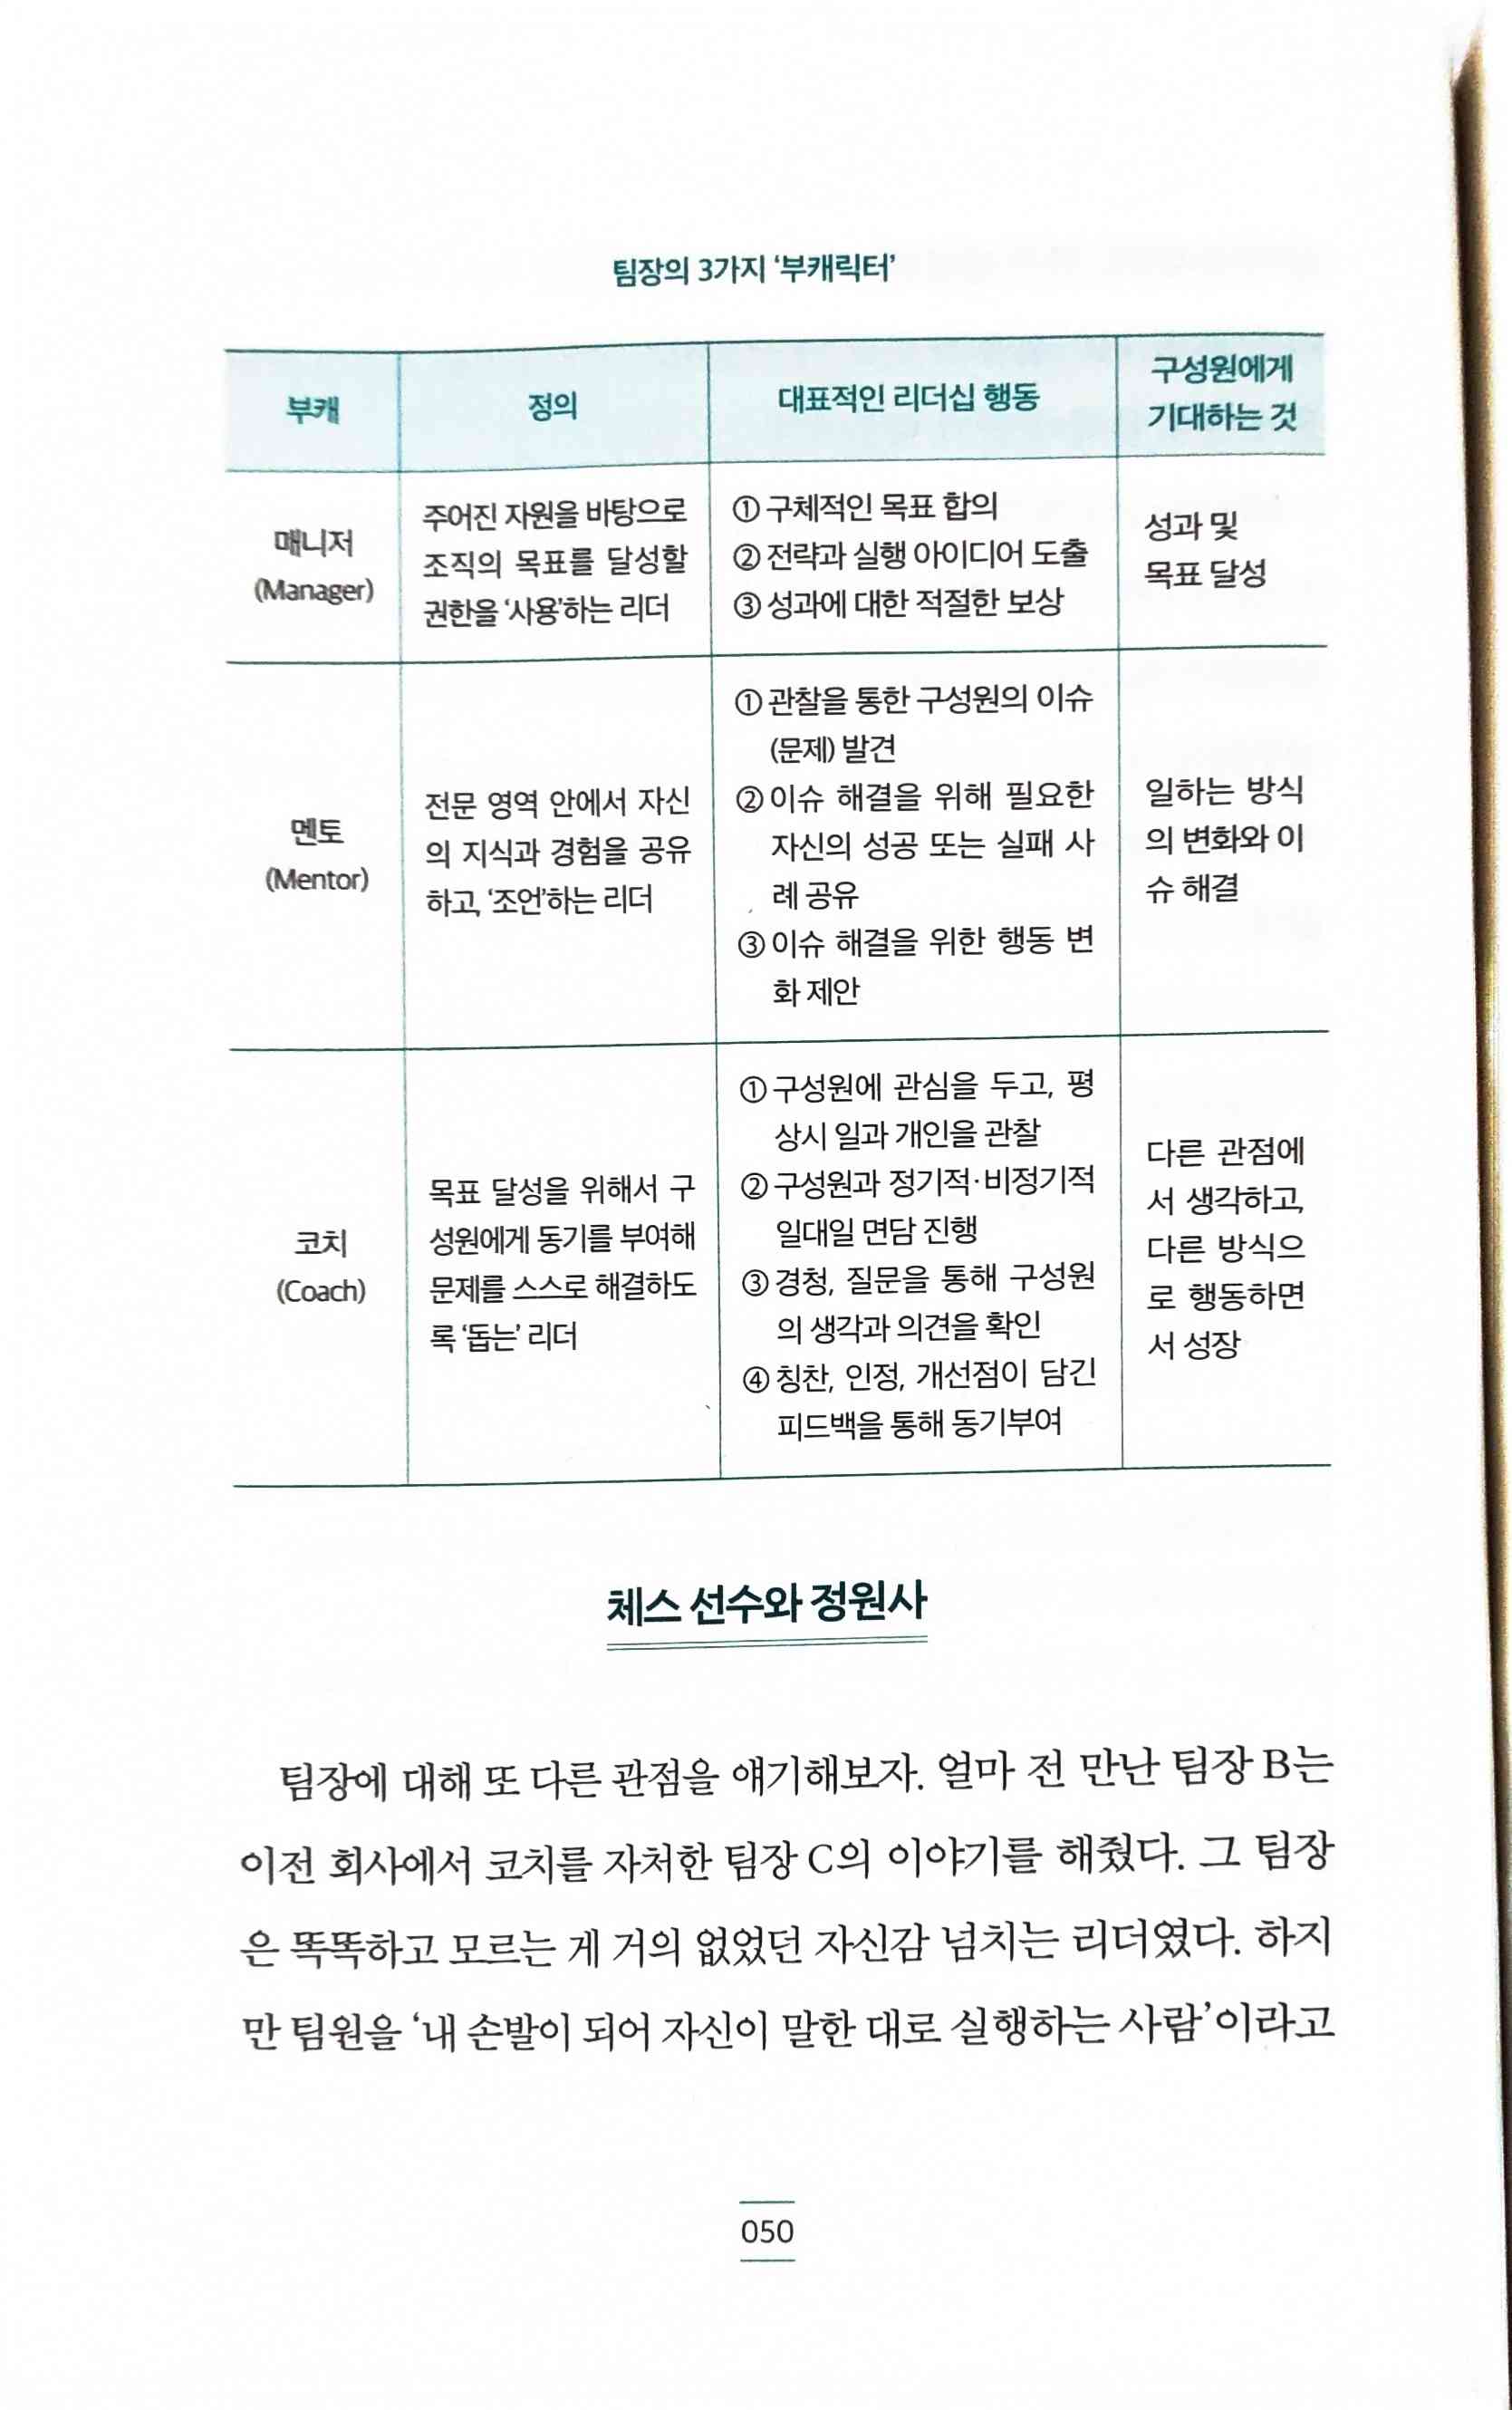 팀장의 3가지 ‘부캐릭터’
부캐
정의
대표적인 리더십 행동
구성원에게
기대하는 것
매니저
(Manager)
주어진 자원을 바탕으로
조직의 목표를 달성할
권한을 ‘사용’하는 리더
① 구체적인 목표 합의
② 전략과 실행 아이디어 도출
③ 성과에 대한 적절한 보상
성과 및
목표 달성
멘토
(Mentor)
전문 영역 안에서 자신
의 지식과 경험을 공유
하고, ‘조언’하는 리더
① 관찰을 통한 구성원의 이슈
(문제) 발견
② 이슈 해결을 위해 필요한
자신의 성공 또는 실패 사
례 공유
③ 이슈 해결을 위한 행동 변
화 제안
일하는 방식
의 변화와 이
슈 해결
코치
(Coach)
목표 달성을 위해서 구
성원에게 동기를 부여해
문제를 스스로 해결하도
록 ‘돕는’ 리더
① 구성원에 관심을 두고, 평
상시 일과 개인을 관찰
② 구성원과 정기적·비정기적
일대일 면담 진행
③ 경청, 질문을 통해 구성원
의 생각과 의견을 확인
④ 칭찬, 인정, 개선점이 담긴
피드백을 통해 동기부여
다른 관점에
서 생각하고,
다른 방식으
로 행동하면
서 성장
체스 선수와 정원사
팀장에 대해 또 다른 관점을 얘기해보자. 얼마 전 만난 팀장 B는
이전 회사에서 코치를 자처한 팀장 C의 이야기를 해줬다. 그 팀장
은 똑똑하고 모르는 게 거의 없었던 자신감 넘치는 리더였다. 하지
만 팀원을 ‘내 손발이 되어 자신이 말한 대로 실행하는 사람’이라고
050